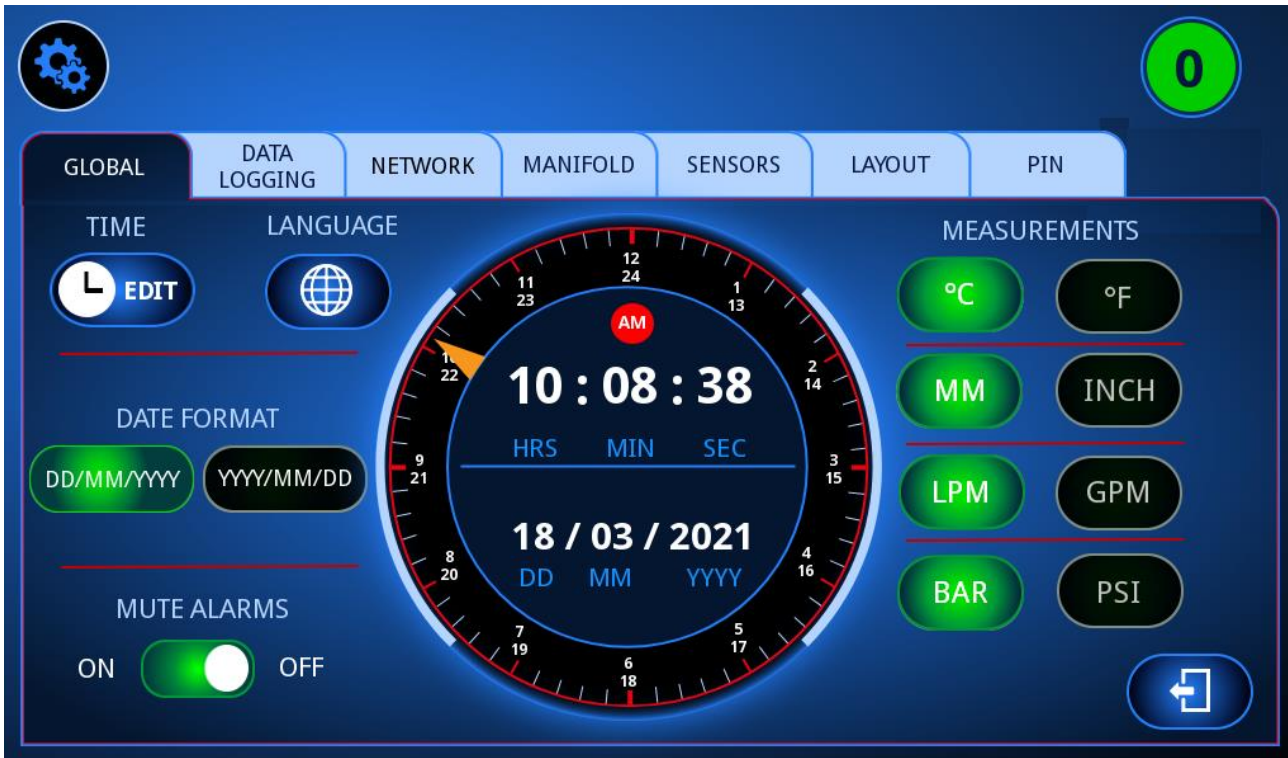 0
GLOBAL
DATA
LOGGING
NETWORK
MANIFOLD
SENSORS
LAYOUT
PIN
TIME
LANGUAGE
EDIT
DATE FORMAT
DD/MM/YYYY
YYYY/MM/DD
MUTE ALARMS
ON
OFF
12
24
1
13
2
14
3
15
4
16
5
17
6
18
7
19
8
20
9
21
22
11
23
AM
10 : 08 : 38
HRS MIN SEC
18 / 03 / 2021
DD MM YYYY
MEASUREMENTS
°C
°F
MM
INCH
LPM
GPM
BAR
PSI